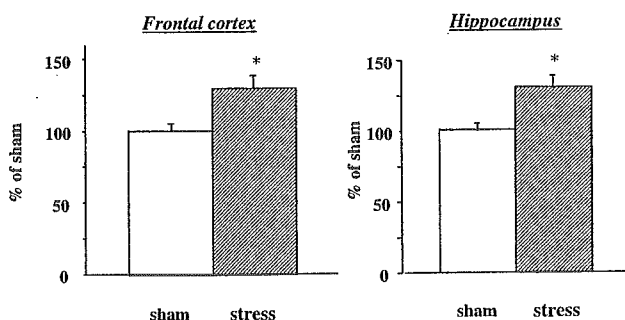 Frontal cortex
Hippocampus
% of sham
150
100
50
0
*
sham
stress
% of sham
150
100
50
0
*
sham
stress